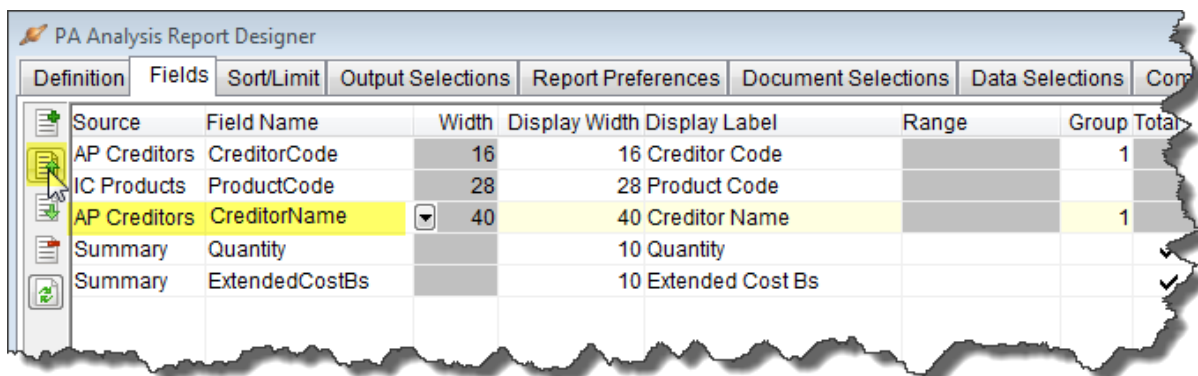 PA Analysis Report Designer
Definition Fields Sort/Limit Output Selections Report Preferences Document Selections Data Selections Com
Source Field Name Width Display Width Display Label Range Group Total
AP Creditors CreditorCode 16 16 Creditor Code 1
IC Products ProductCode 28 28 Product Code
AP Creditors CreditorName 40 40 Creditor Name 1
Summary Quantity 10 Quantity
Summary ExtendedCostBs 10 Extended Cost Bs